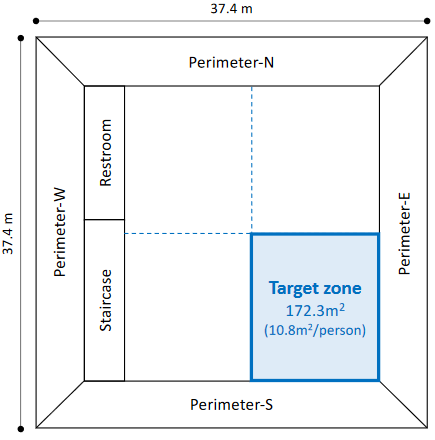 37.4 m
Perimeter-N
Restroom
Perimeter-W
37.4 m
Perimeter-E
Staircase
Target zone
172.3m²
(10.8m²/person)
Perimeter-S